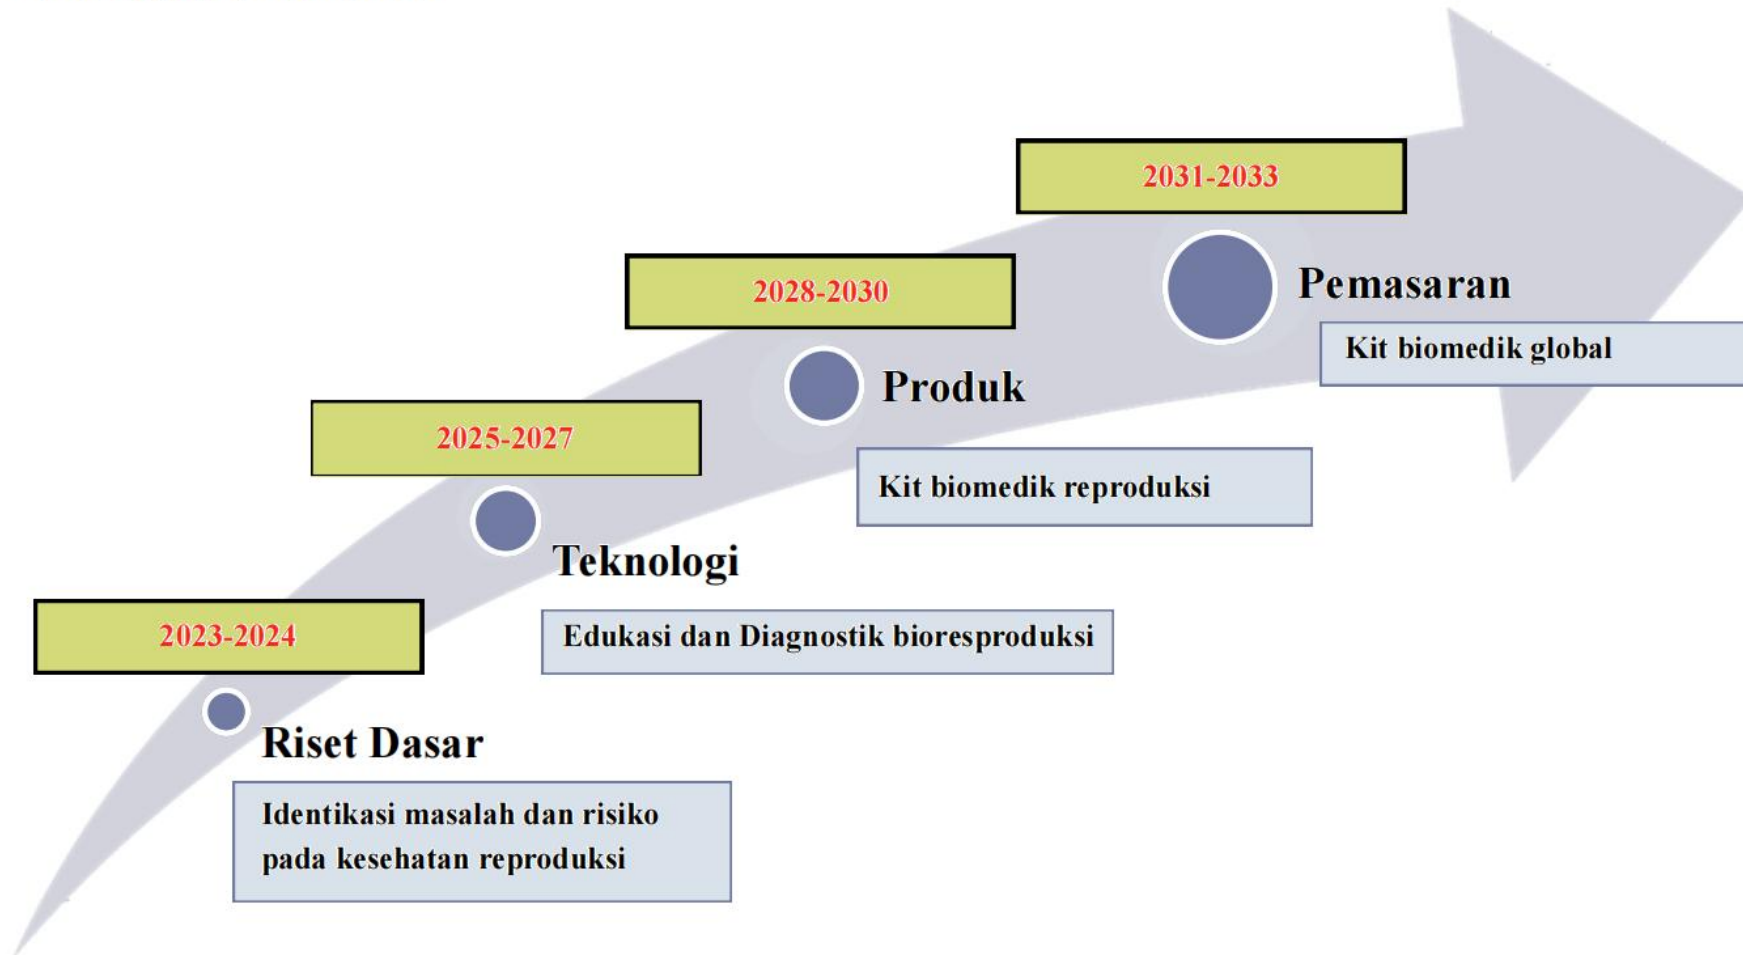 2023-2024
Riset Dasar
Identikasi masalah dan risiko
pada kesehatan reproduksi
2025-2027
Teknologi
Edukasi dan Diagnostik bioresproduksi
2028-2030
Produk
Kit biomedik reproduksi
2031-2033
Pemasaran
Kit biomedik global